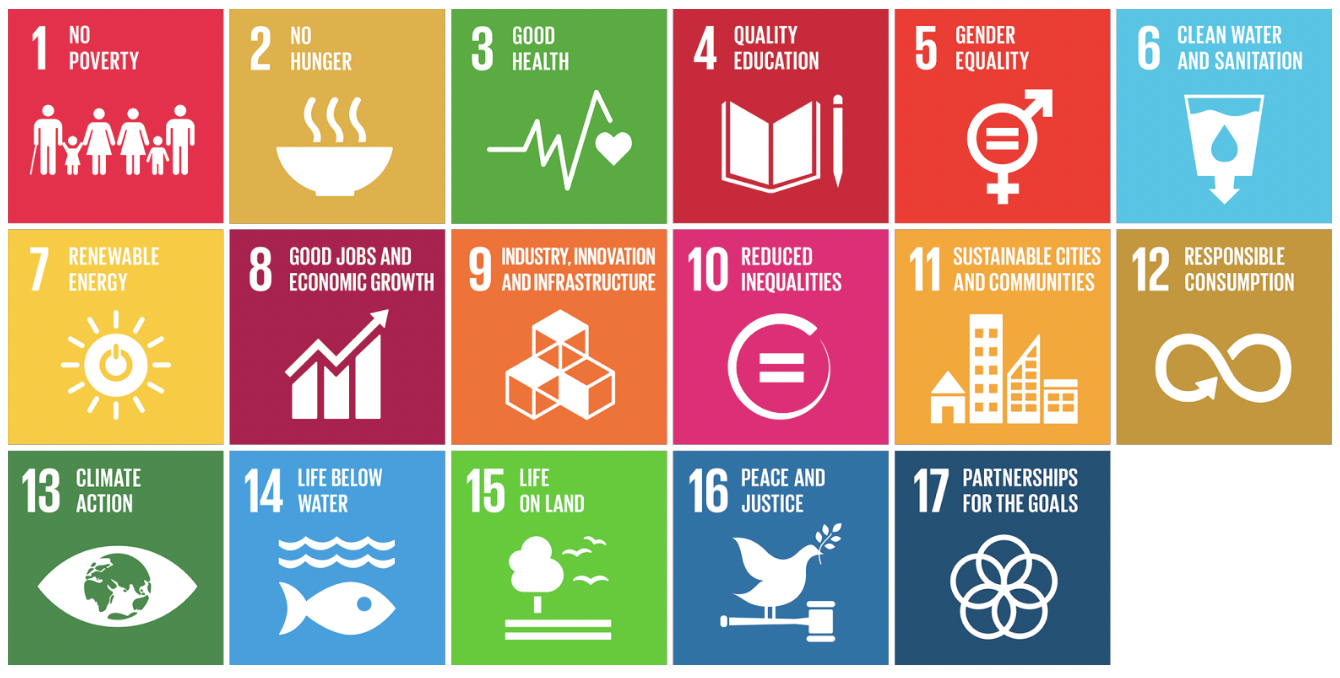 1 NO
POVERTY
2 NO
HUNGER
3 GOOD
HEALTH
4 QUALITY
EDUCATION
5 GENDER
EQUALITY
6 CLEAN WATER
AND SANITATION
7 RENEWABLE
ENERGY
8 GOOD JOBS AND
ECONOMIC GROWTH
9 INDUSTRY, INNOVATION
AND INFRASTRUCTURE
10 REDUCED
INEQUALITIES
11 SUSTAINABLE CITIES
AND COMMUNITIES
12 RESPONSIBLE
CONSUMPTION
13 CLIMATE
ACTION
14 LIFE BELOW
WATER
15 LIFE
ON LAND
16 PEACE AND
JUSTICE
17 PARTNERSHIPS
FOR THE GOALS